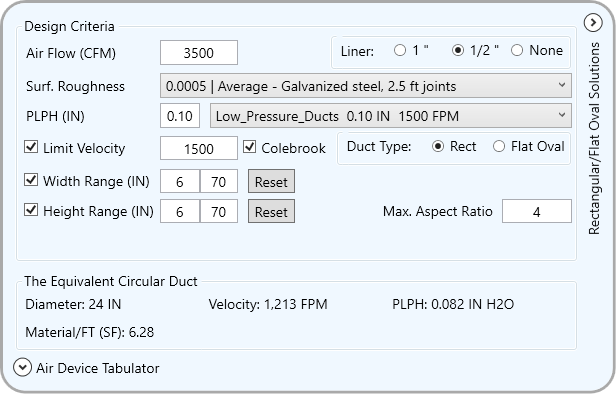 Design Criteria
Air Flow (CFM) 3500 Liner: 1 " 1/2 " None
Surf. Roughness 0.0005 | Average - Galvanized steel, 2.5 ft joints
PLPH (IN) 0.10 Low_Pressure_Ducts 0.10 IN 1500 FPM
Limit Velocity 1500 Colebrook Duct Type: Rect Flat Oval
Width Range (IN) 6 70 Reset
Height Range (IN) 6 70 Reset Max. Aspect Ratio 4
Rectangular/Flat Oval Solutions
The Equivalent Circular Duct
Diameter: 24 IN Velocity: 1,213 FPM PLPH: 0.082 IN H2O
Material/FT (SF): 6.28
Air Device Tabulator